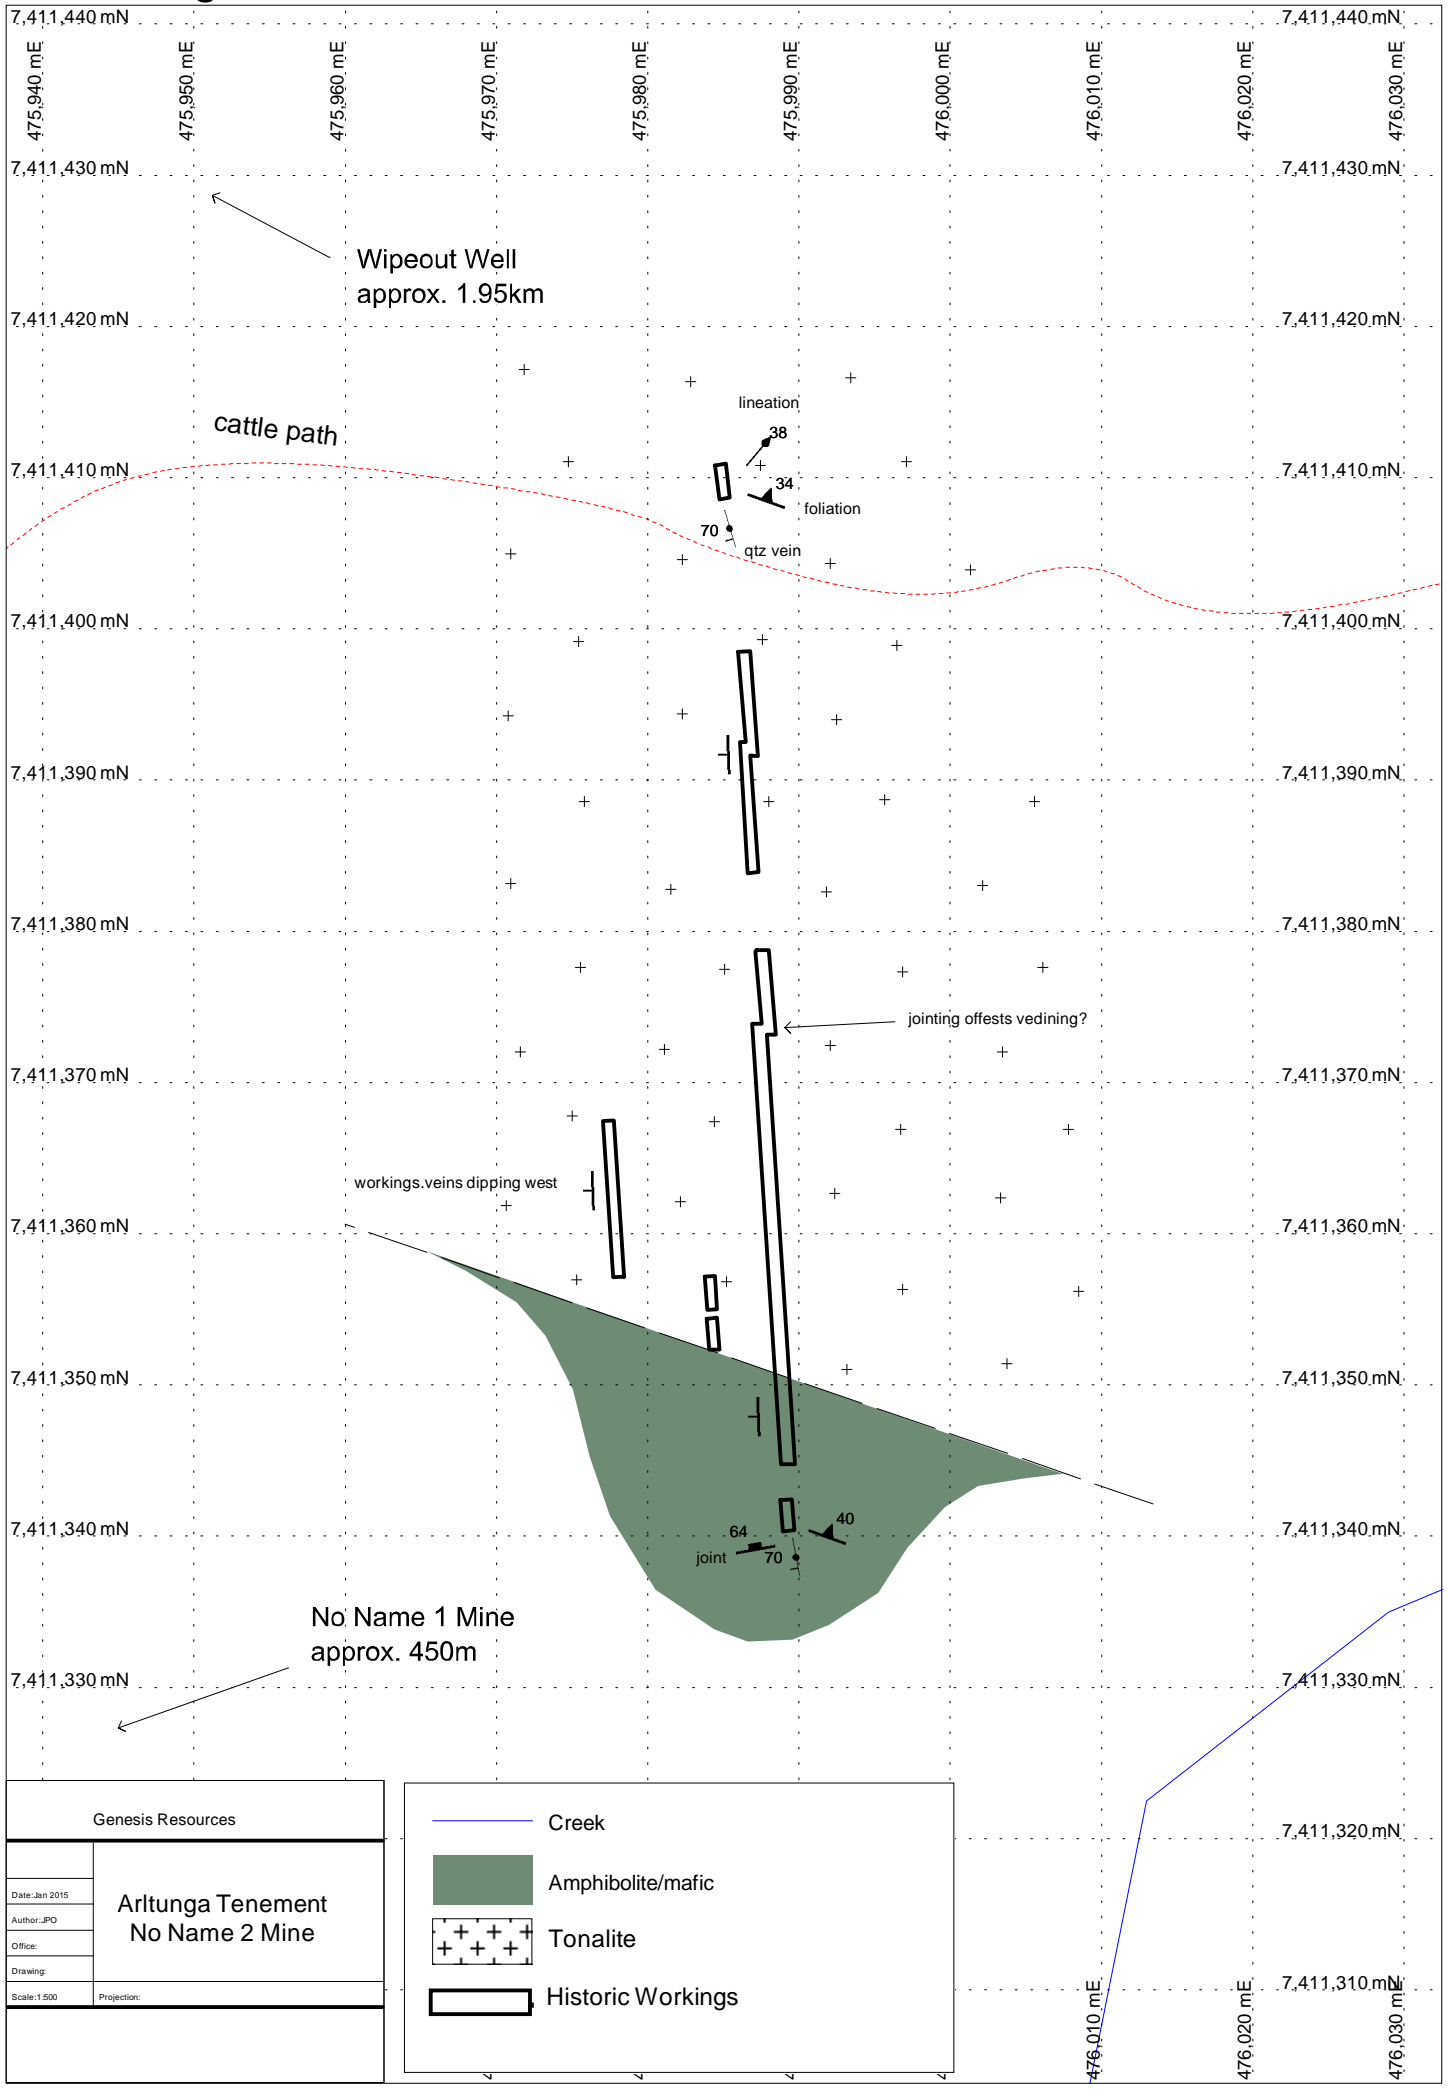 7,411,440 mN
7,411,440 mN
475,940 mE
475,950 mE
475,960 mE
475,970 mE
475,980 mE
475,990 mE
476,000 mE
476,010 mE
476,020 mE
476,030 mE
7,411,430 mN
7,411,430 mN
Wipeout Well
approx. 1.95km
7,411,420 mN
7,411,420 mN
lineation
38
cattle path
7,411,410 mN
7,411,410 mN
34
foliation
70
qtz vein
7,411,400 mN
7,411,400 mN
7,411,390 mN
7,411,390 mN
7,411,380 mN
7,411,380 mN
jointing offests vedining?
7,411,370 mN
7,411,370 mN
workings.veins dipping west
7,411,360 mN
7,411,360 mN
7,411,350 mN
7,411,350 mN
7,411,340 mN
7,411,340 mN
40
64
joint
70
No Name 1 Mine
approx. 450m
7,411,330 mN
7,411,330 mN
7,411,320 mN
7,411,310 mN
476,010 mE
476,020 mE
476,030 mE
Genesis Resources
Date:Jan 2015
Author:JPO
Office:
Drawing:
Scale:1:500
Projection:
Arltunga Tenement
No Name 2 Mine
Creek
Amphibolite/mafic
Tonalite
Historic Workings